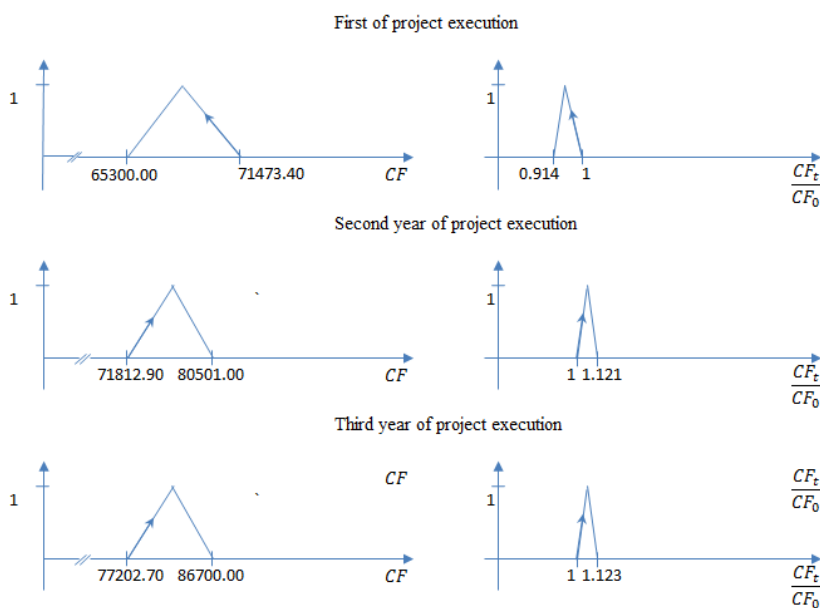 First of project execution
1
65300.00 71473.40 CF
1
0.914 1 CF_t
CF_0
Second year of project execution
1
71812.90 80501.00 CF
1
1 1.121 CF_t
CF_0
Third year of project execution
CF
1
77202.70 86700.00 CF
CF_t
CF_0
1
1 1.123 CF_t
CF_0